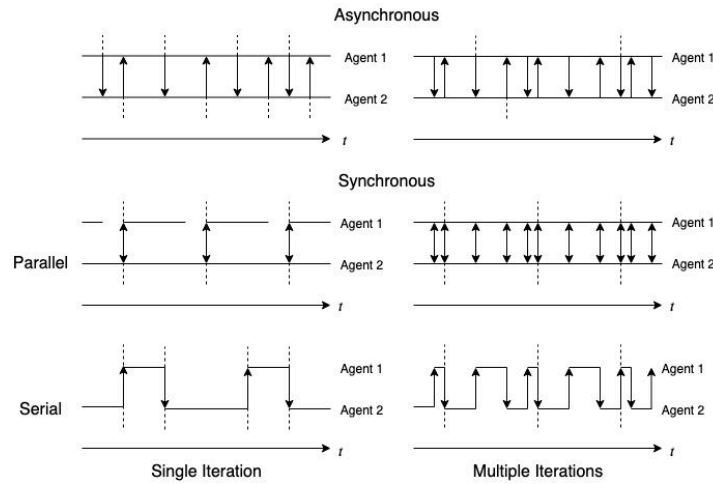 Asynchronous
Agent 1
Agent 1
Agent 2
Agent 2
t
t
Synchronous
Agent 1
Agent 1
Parallel
Agent 2
Agent 2
t
t
Agent 1
Agent 1
Serial
Agent 2
Agent 2
t
t
Single Iteration
Multiple Iterations